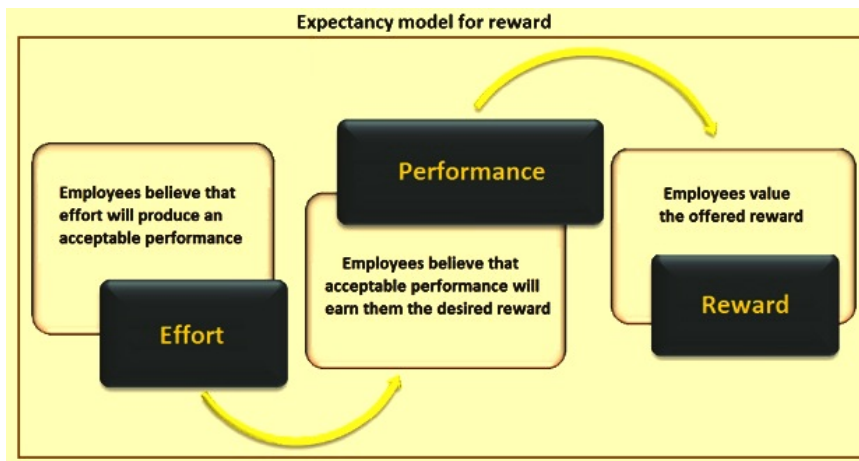 Expectancy model for reward
Employees believe that
effort will produce an
acceptable performance
Effort
Performance
Employees believe that
acceptable performance will
earn them the desired reward
Employees value
the offered reward
Reward